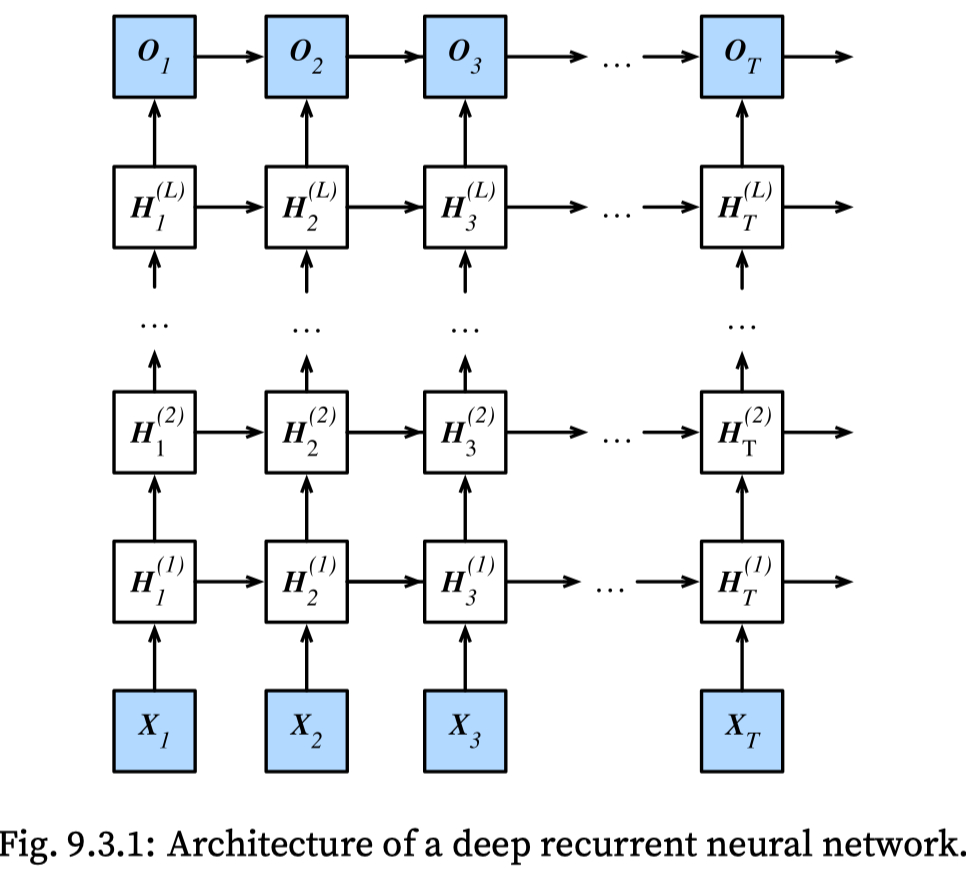 O_1 O_2 O_3 ... O_T
H_1^(L) H_2^(L) H_3^(L) ... H_T^(L)
... ... ... ...
H_1^(2) H_2^(2) H_3^(2) ... H_T^(2)
H_1^(1) H_2^(1) H_3^(1) ... H_T^(1)
X_1 X_2 X_3 X_T
Fig. 9.3.1: Architecture of a deep recurrent neural network.